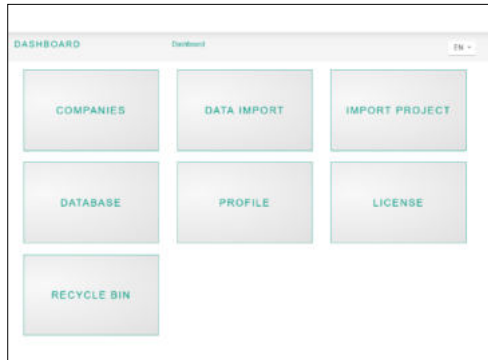 DASHBOARD Dashboard EN
COMPANIES DATA IMPORT IMPORT PROJECT
DATABASE PROFILE LICENSE
RECYCLE BIN